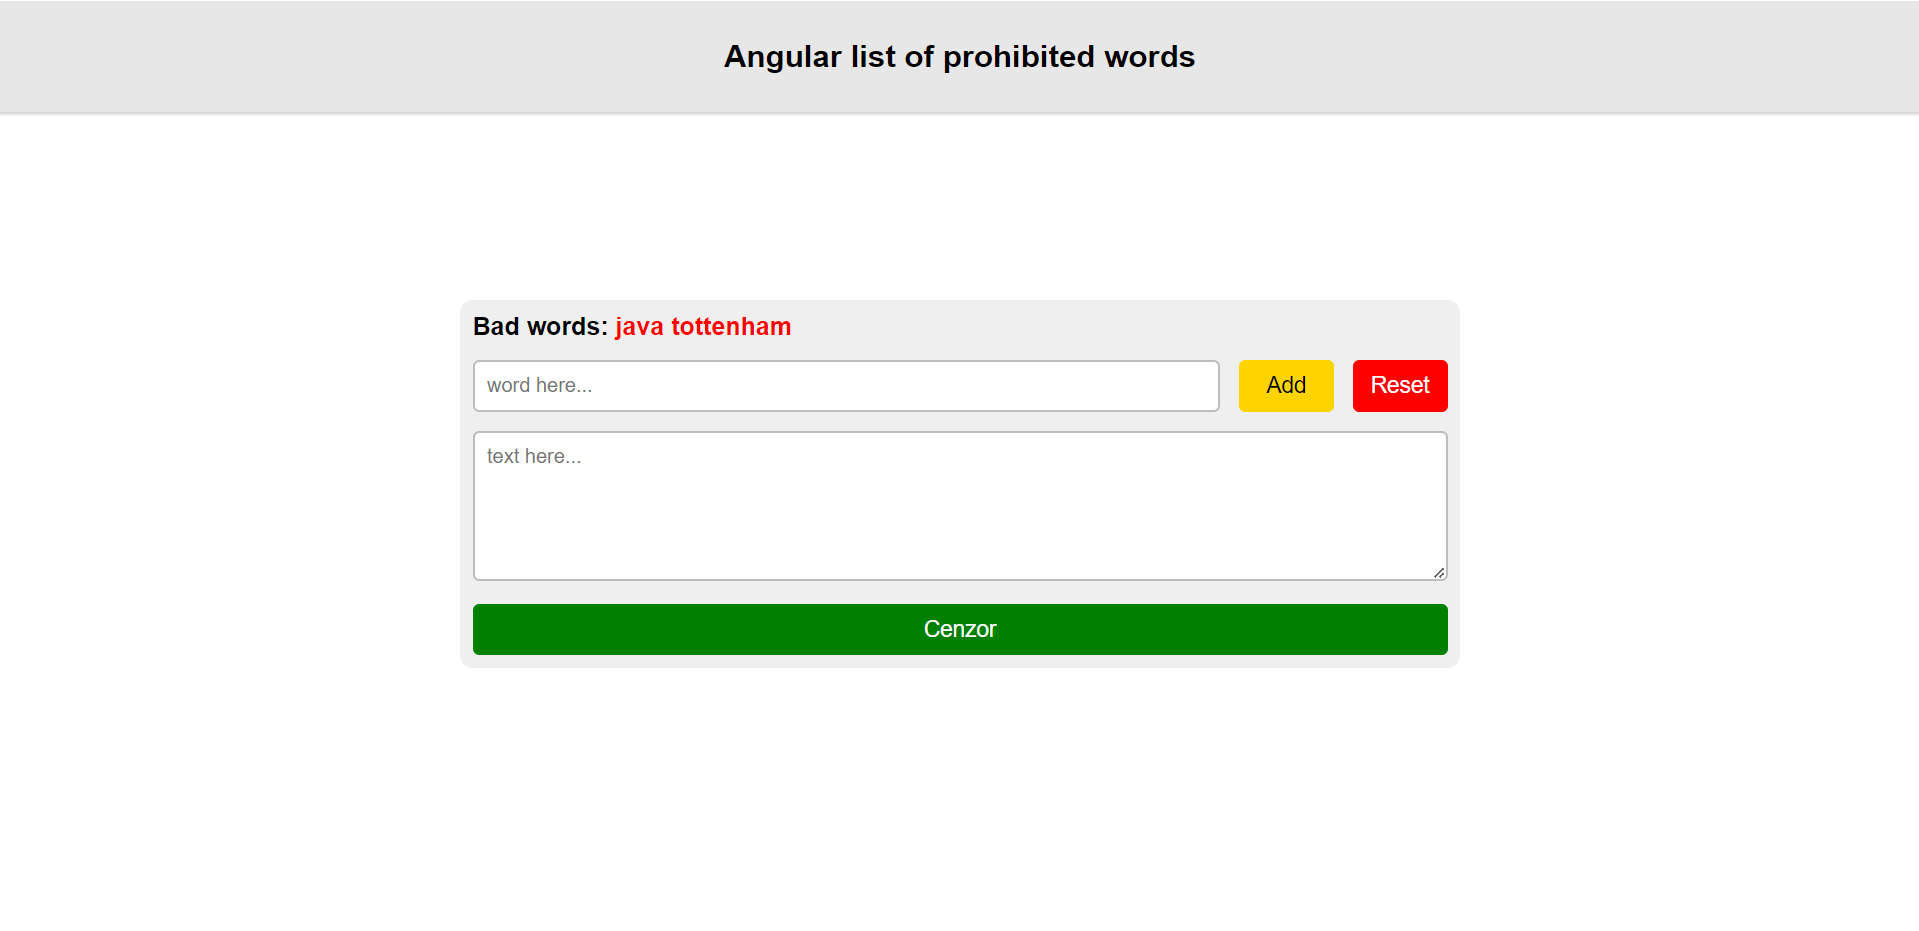 Angular list of prohibited words
Bad words: java tottenham
word here...
Add
Reset
text here...
Cenzor